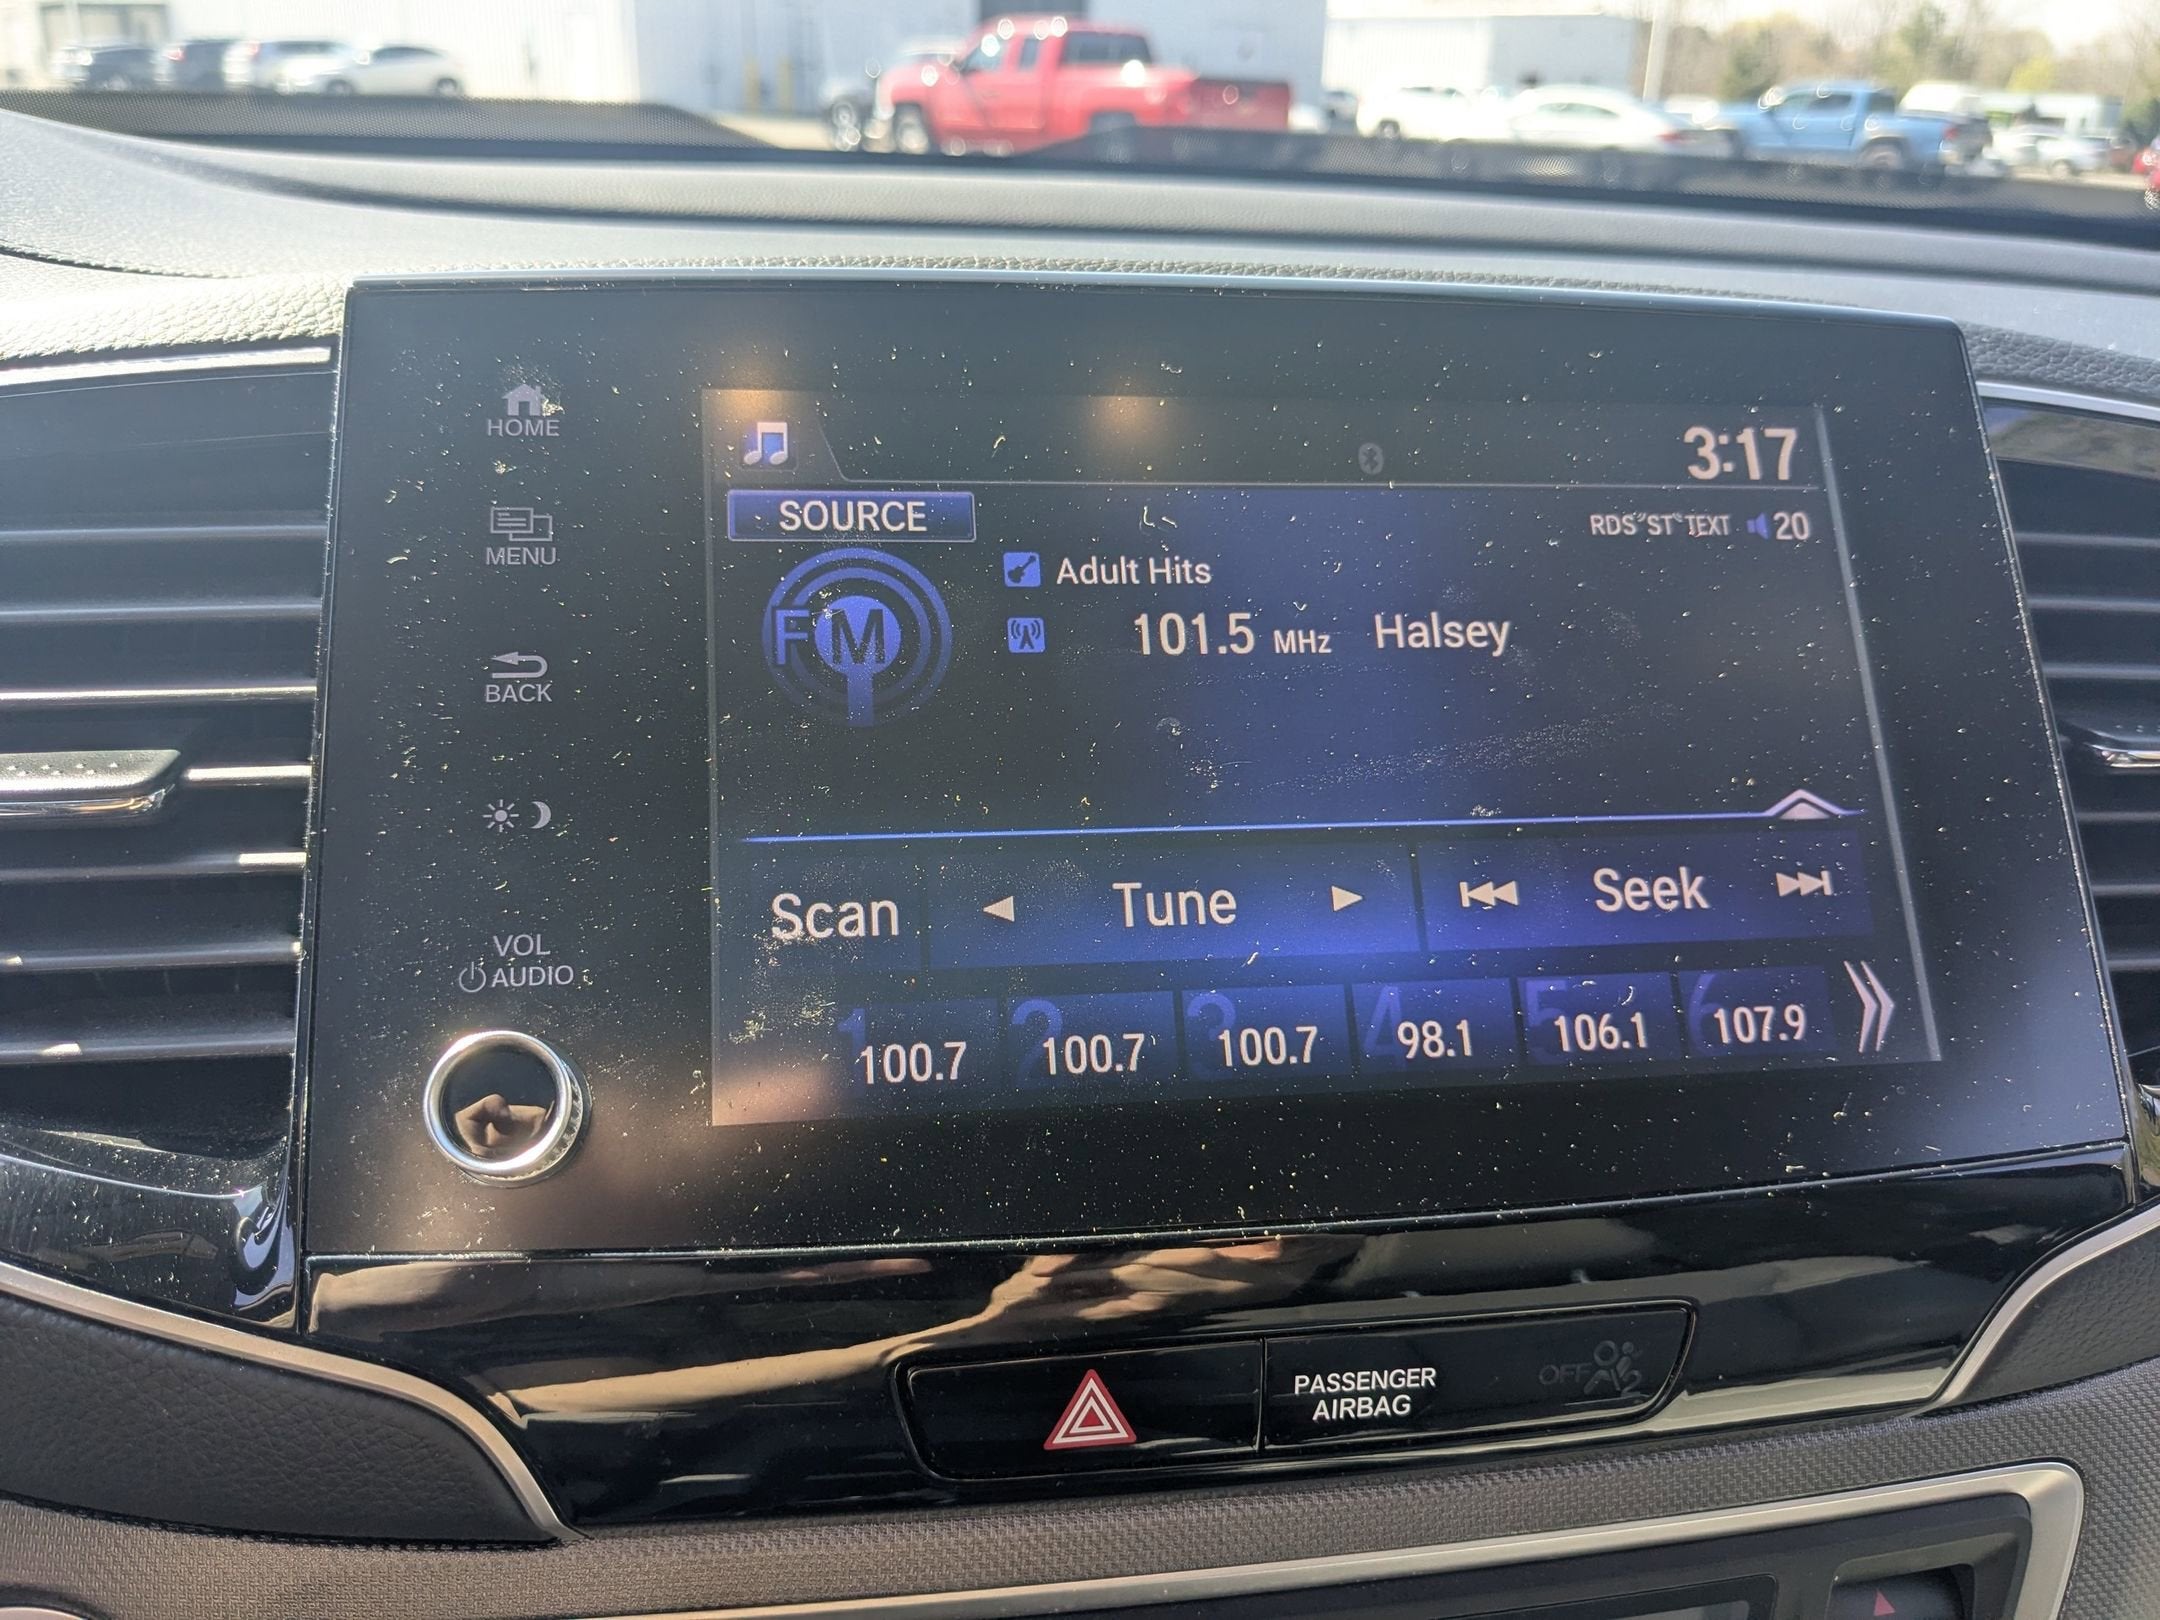 HOME
MENU
BACK
VOL
AUDIO
3:17
SOURCE
RDS ST TEXT 20
FM
Adult Hits
101.5 MHz Halsey
Scan Tune Seek
1 100.7 2 100.7 3 100.7 4 98.1 5 106.1 6 107.9
PASSENGER
AIRBAG
OFF 2